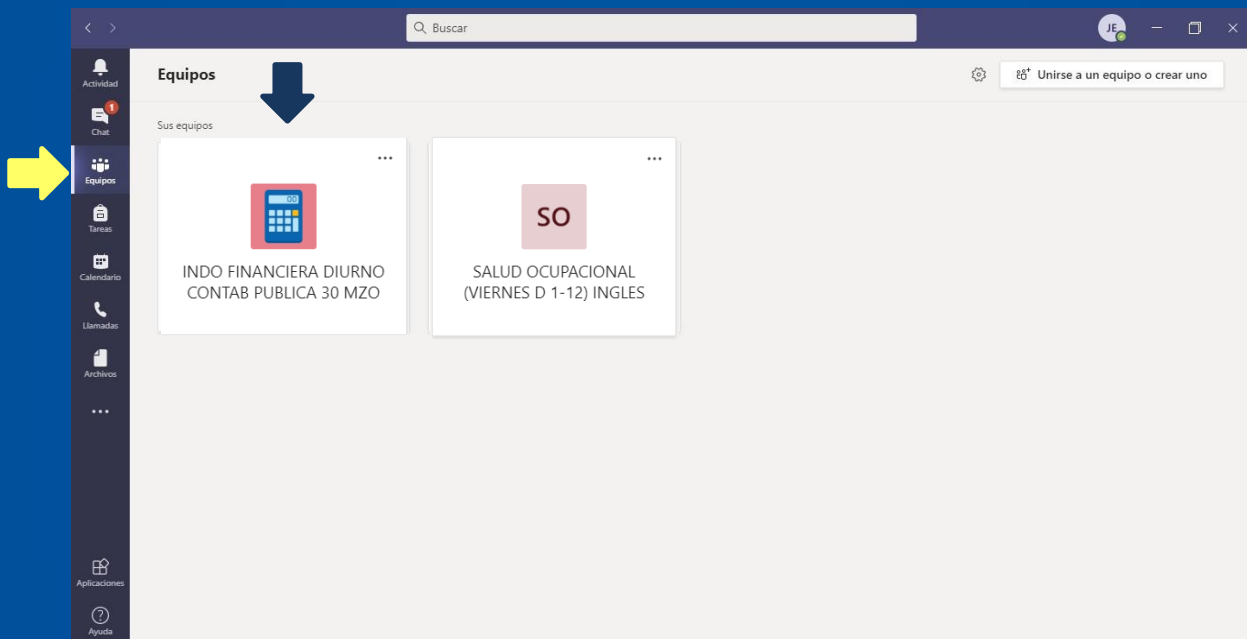 Buscar
JE
Actividad
Equipos
Unirse a un equipo o crear uno
1
Chat
Sus equipos
Equipos
Tareas
Calendario
Llamadas
Archivos
INDO FINANCIERA DIURNO
CONTAB PUBLICA 30 MZO
SO
SALUD OCUPACIONAL
(VIERNES D 1-12) INGLES
Aplicaciones
Ayuda